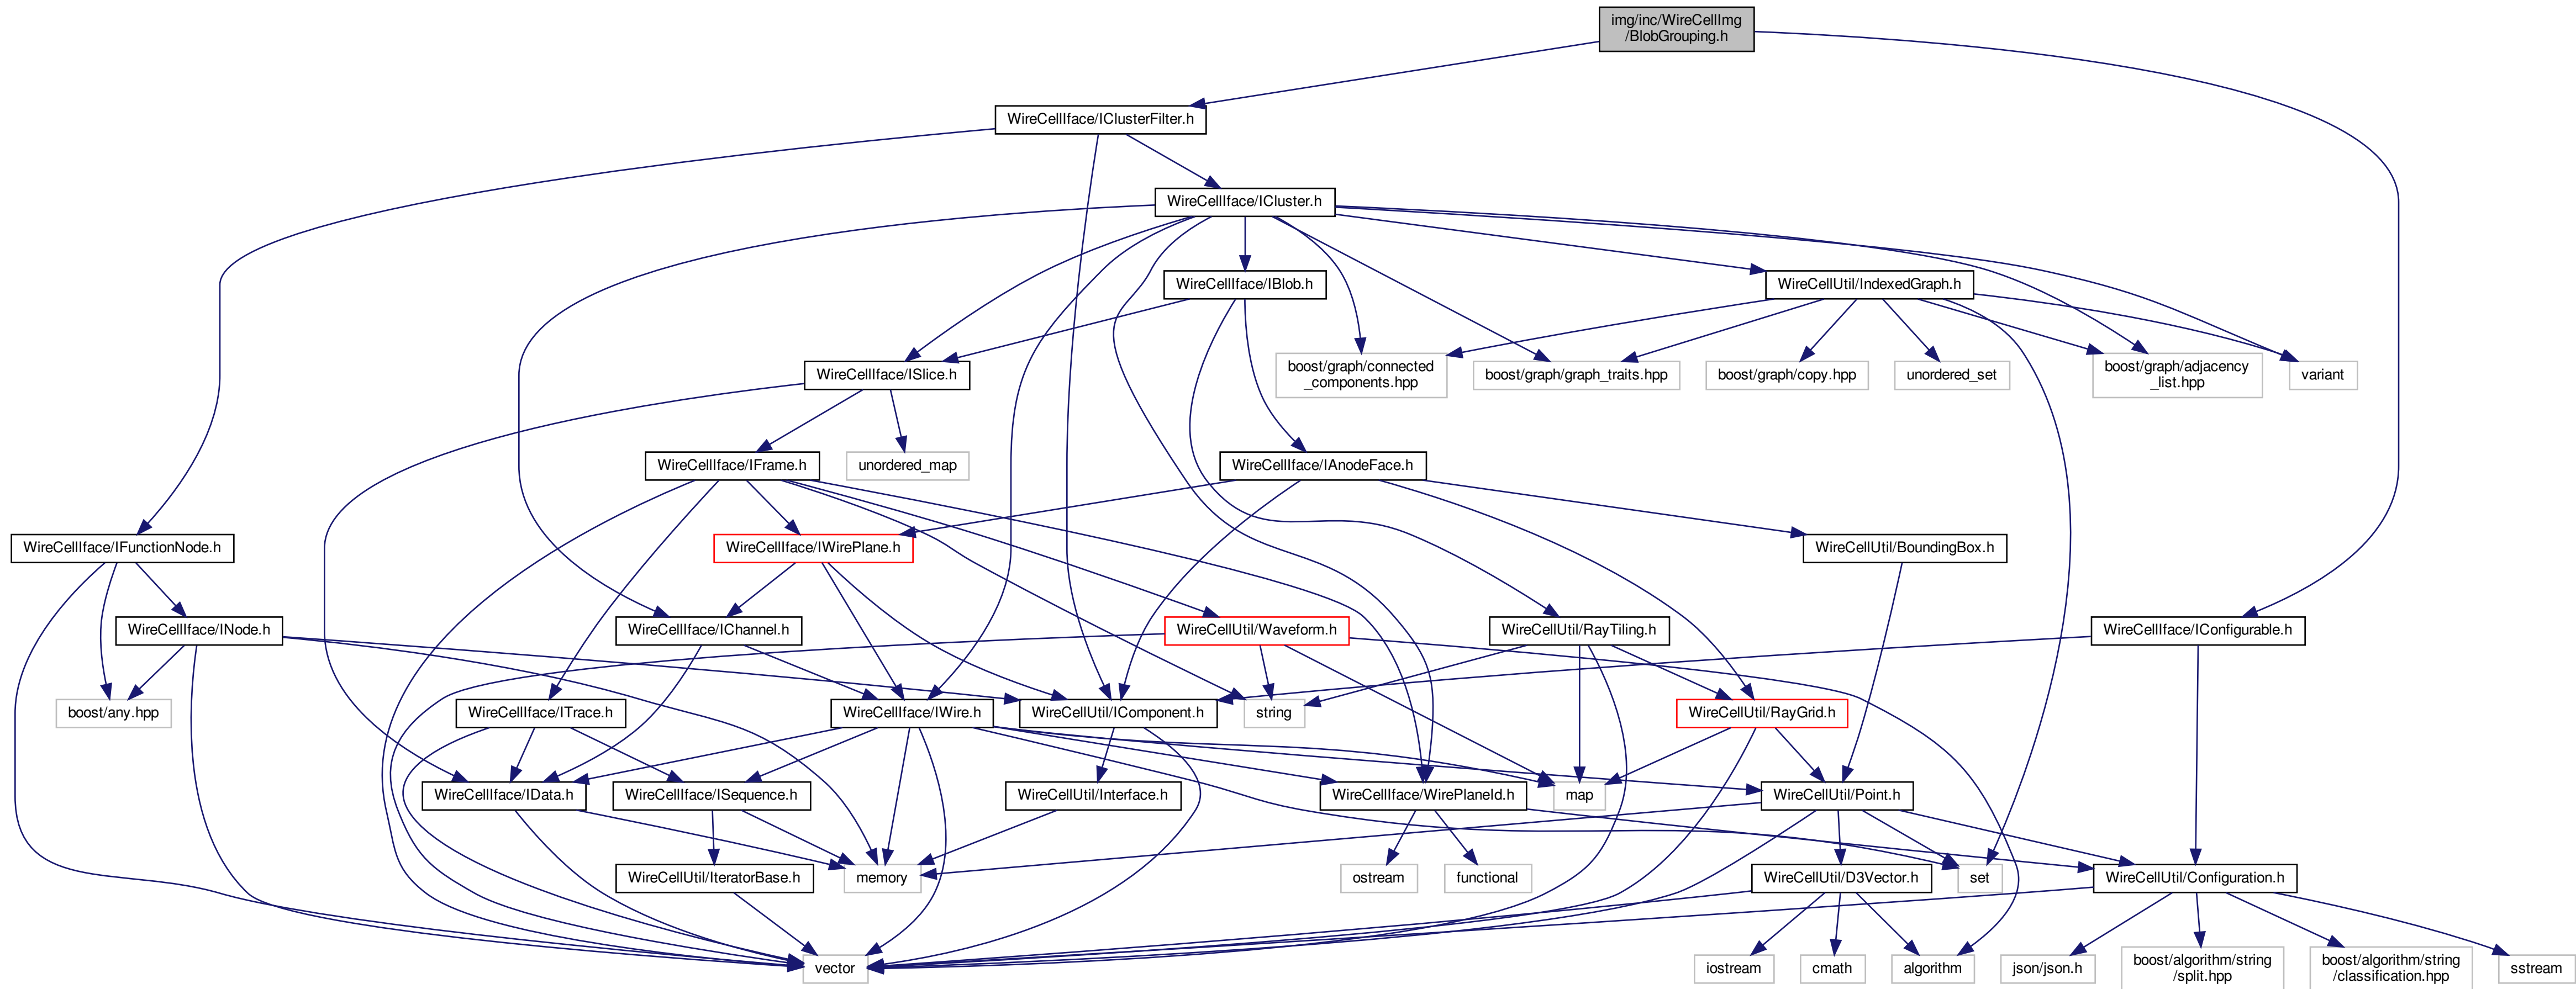 img/inc/WireCellImg
/BlobGrouping.h
WireCellIface/IClusterFilter.h
WireCellIface/ICluster.h
WireCellIface/IBlob.h
WireCellUtil/IndexedGraph.h
WireCellIface/ISlice.h
boost/graph/connected
_components.hpp
boost/graph/graph_traits.hpp
boost/graph/copy.hpp
unordered_set
boost/graph/adjacency
_list.hpp
variant
WireCellIface/IFrame.h
unordered_map
WireCellIface/IAnodeFace.h
WireCellIface/IFunctionNode.h
WireCellIface/IWirePlane.h
WireCellUtil/BoundingBox.h
WireCellIface/INode.h
WireCellIface/IChannel.h
WireCellUtil/Waveform.h
WireCellUtil/RayTiling.h
WireCellIface/IConfigurable.h
boost/any.hpp
WireCellIface/ITrace.h
WireCellIface/IWire.h
WireCellUtil/IComponent.h
string
WireCellUtil/RayGrid.h
WireCellIface/IData.h
WireCellIface/ISequence.h
WireCellUtil/Interface.h
WireCellIface/WirePlaneId.h
map
WireCellUtil/Point.h
WireCellUtil/IteratorBase.h
memory
ostream
functional
WireCellUtil/D3Vector.h
set
WireCellUtil/Configuration.h
vector
iostream
cmath
algorithm
json/json.h
boost/algorithm/string
/split.hpp
boost/algorithm/string
/classification.hpp
sstream